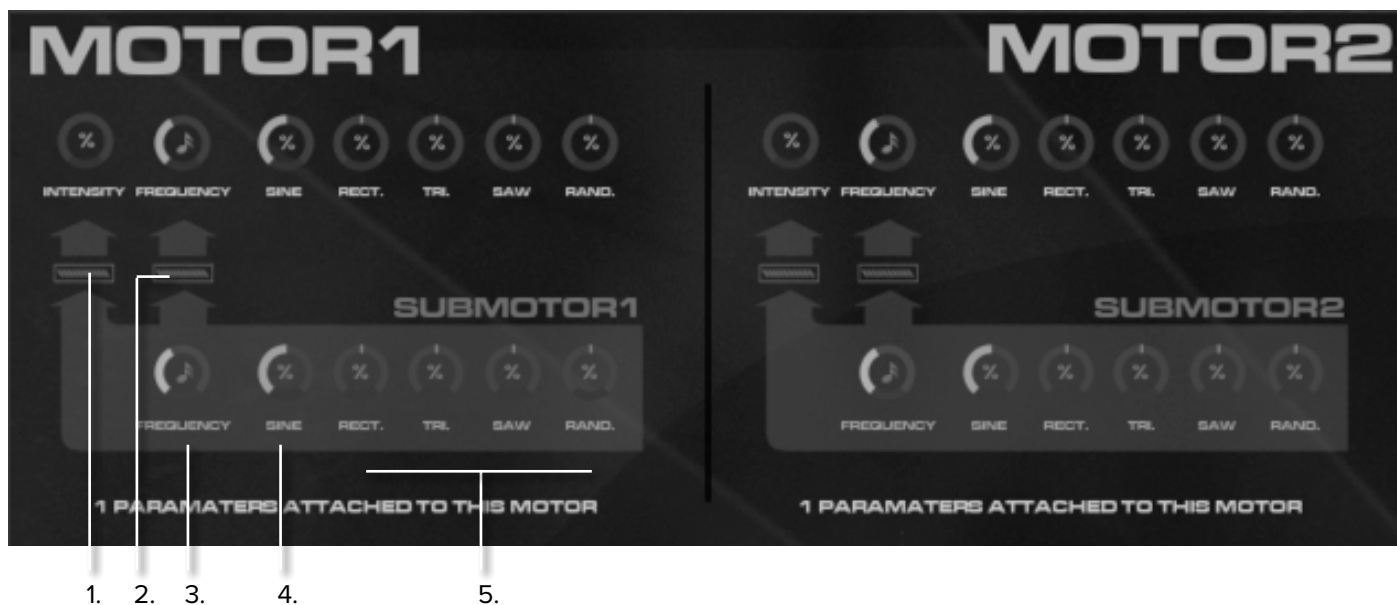 MOTOR1 MOTOR2
% % % % % % % % % % % %
INTENSITY FREQUENCY SINE RECT. TRI. SAW RAND. INTENSITY FREQUENCY SINE RECT. TRI. SAW RAND.
SUBMOTOR1 SUBMOTOR2
% % % % % % % % % %
FREQUENCY SINE RECT. TRI. SAW RAND. FREQUENCY SINE RECT. TRI. SAW RAND.
1 PARAMATERS ATTACHED TO THIS MOTOR 1 PARAMATERS ATTACHED TO THIS MOTOR
1. 2. 3. 4. 5.